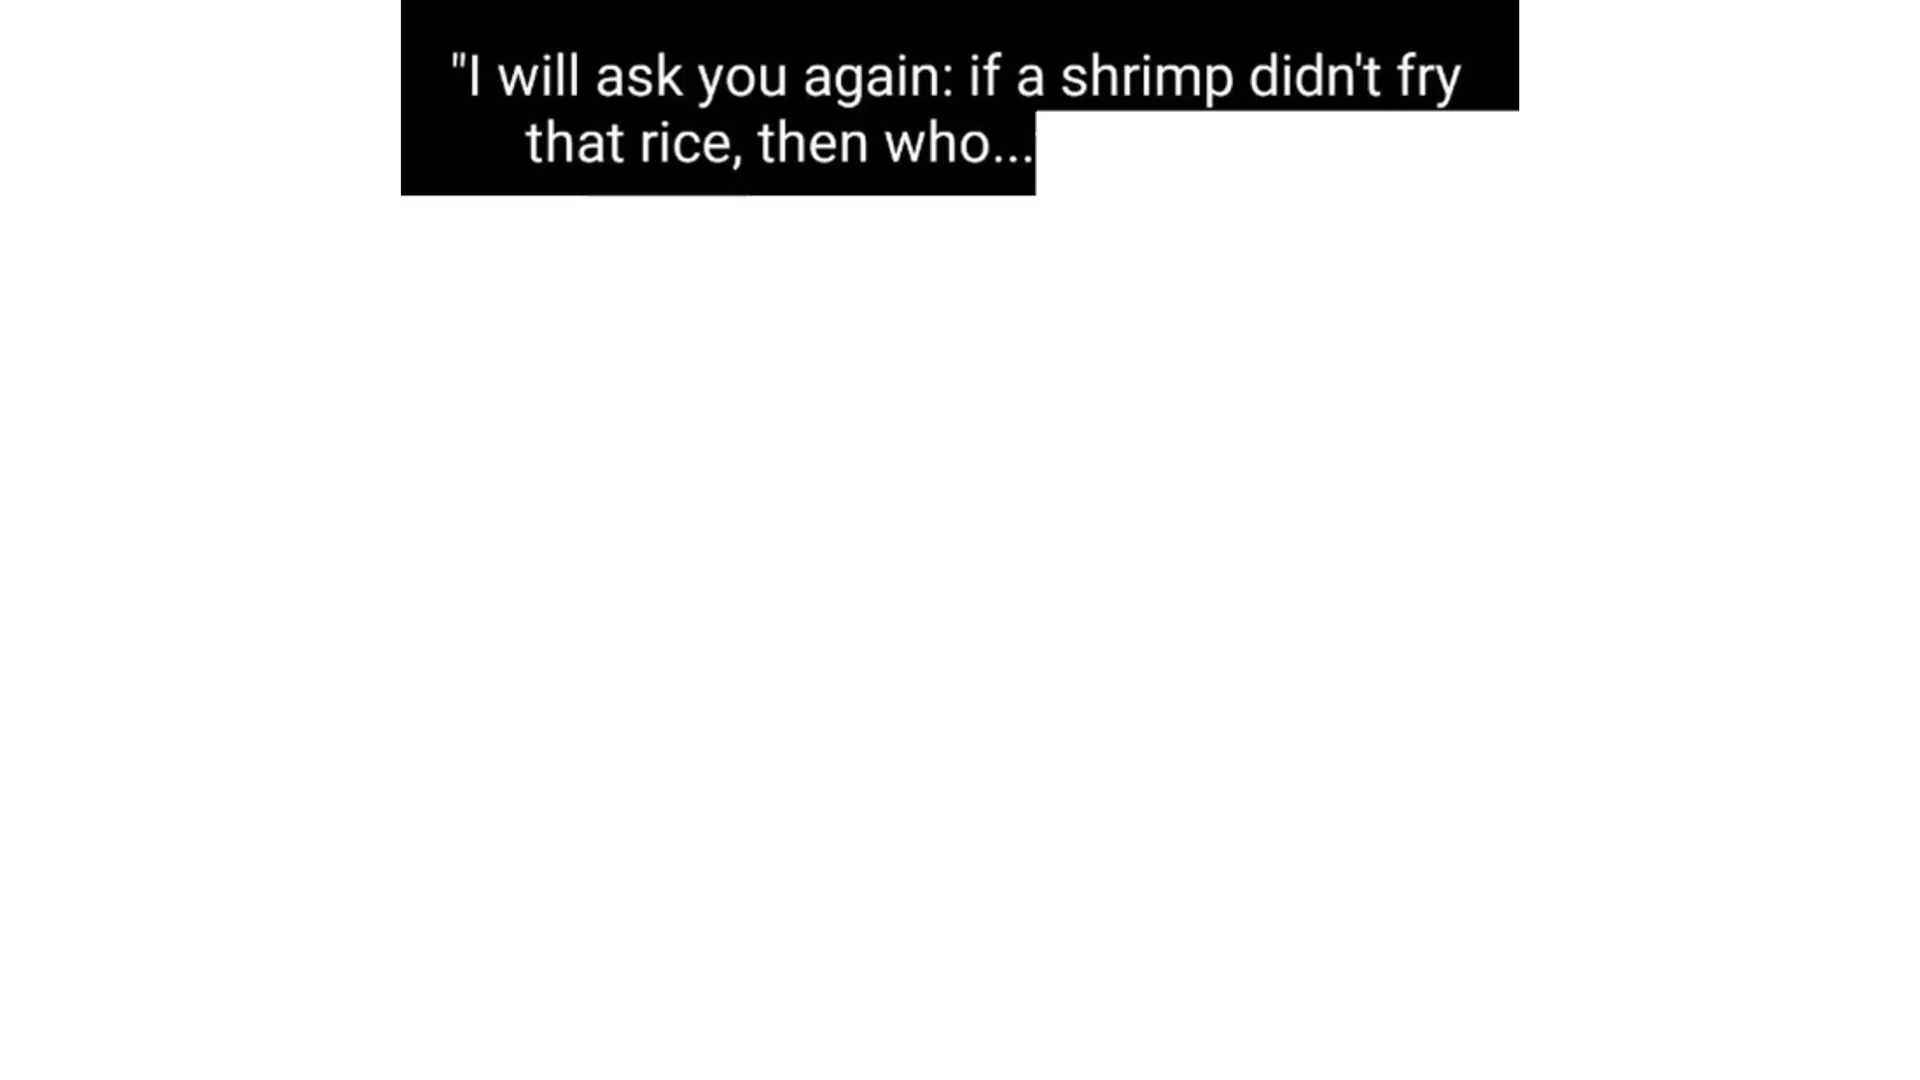 "I will ask you again: if a shrimp didn't fry
that rice, then who...